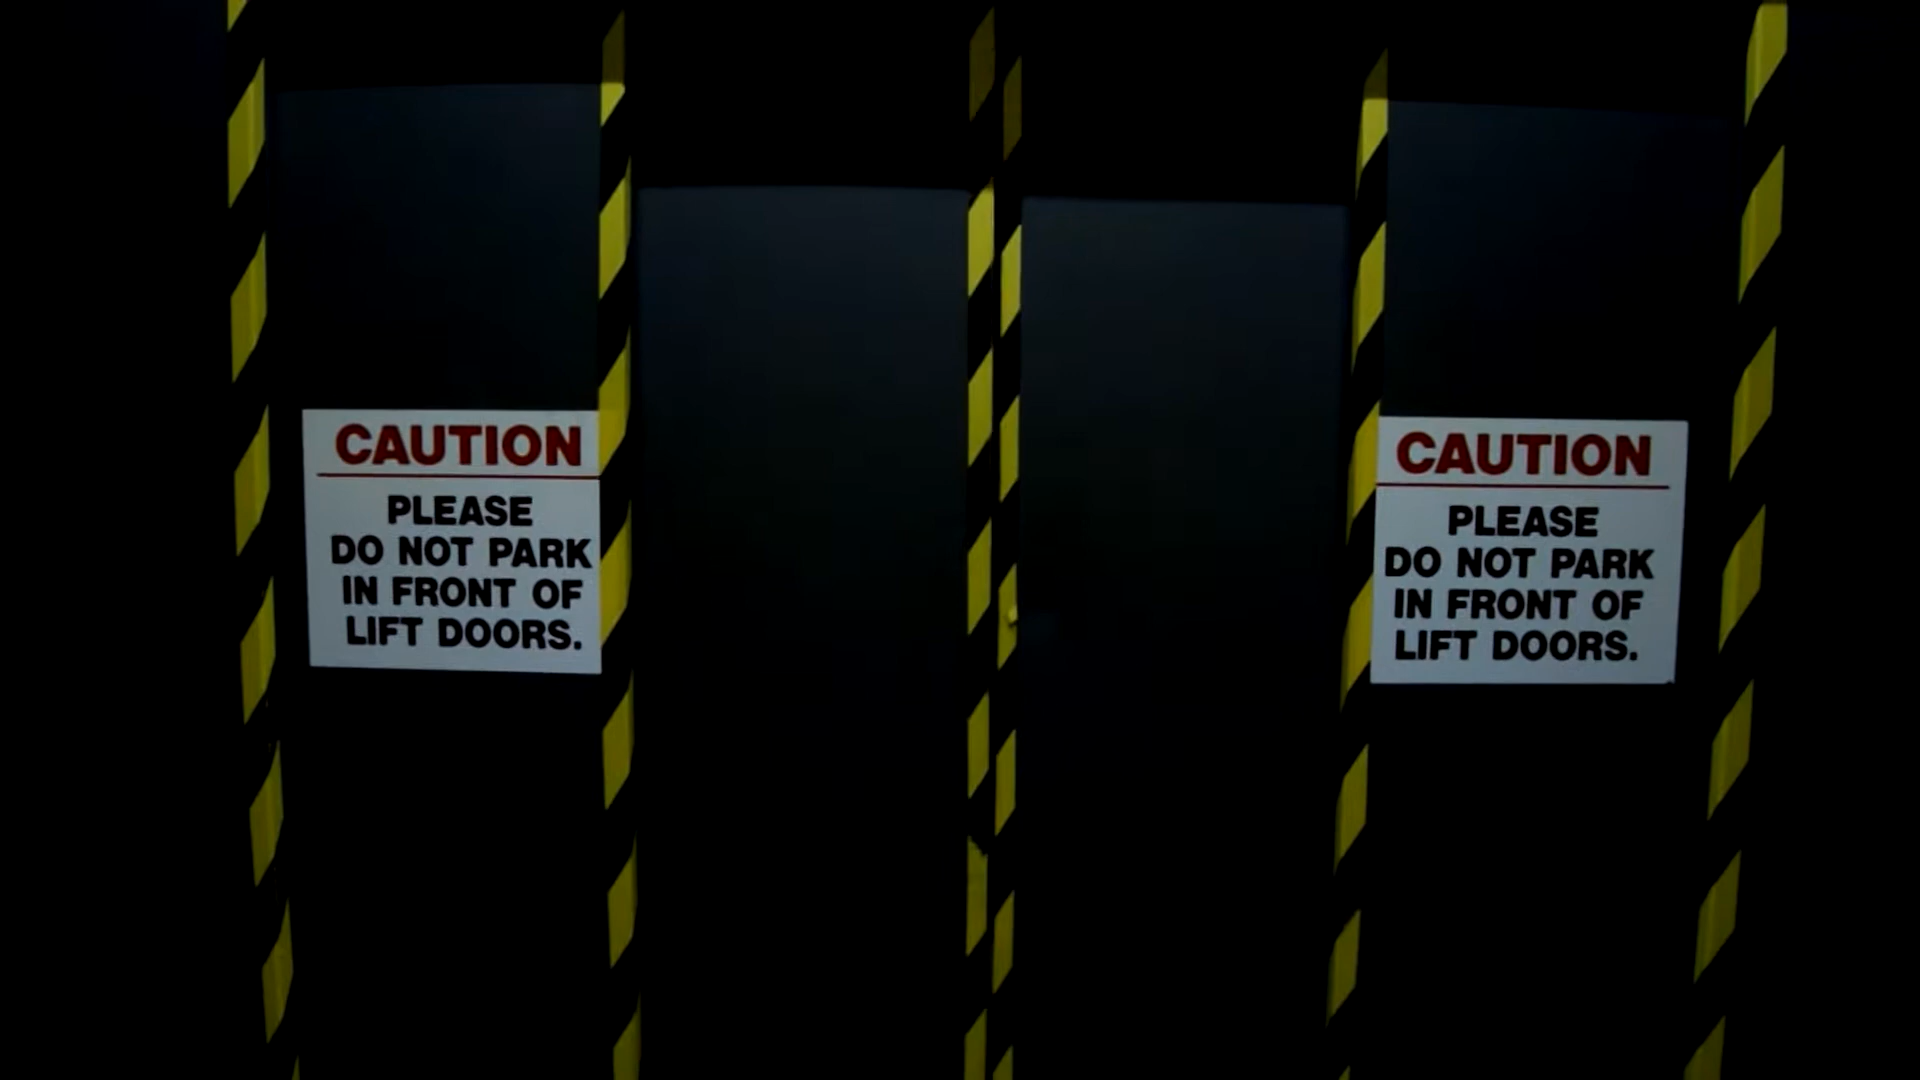 CAUTION
PLEASE
DO NOT PARK
IN FRONT OF
LIFT DOORS.
CAUTION
PLEASE
DO NOT PARK
IN FRONT OF
LIFT DOORS.